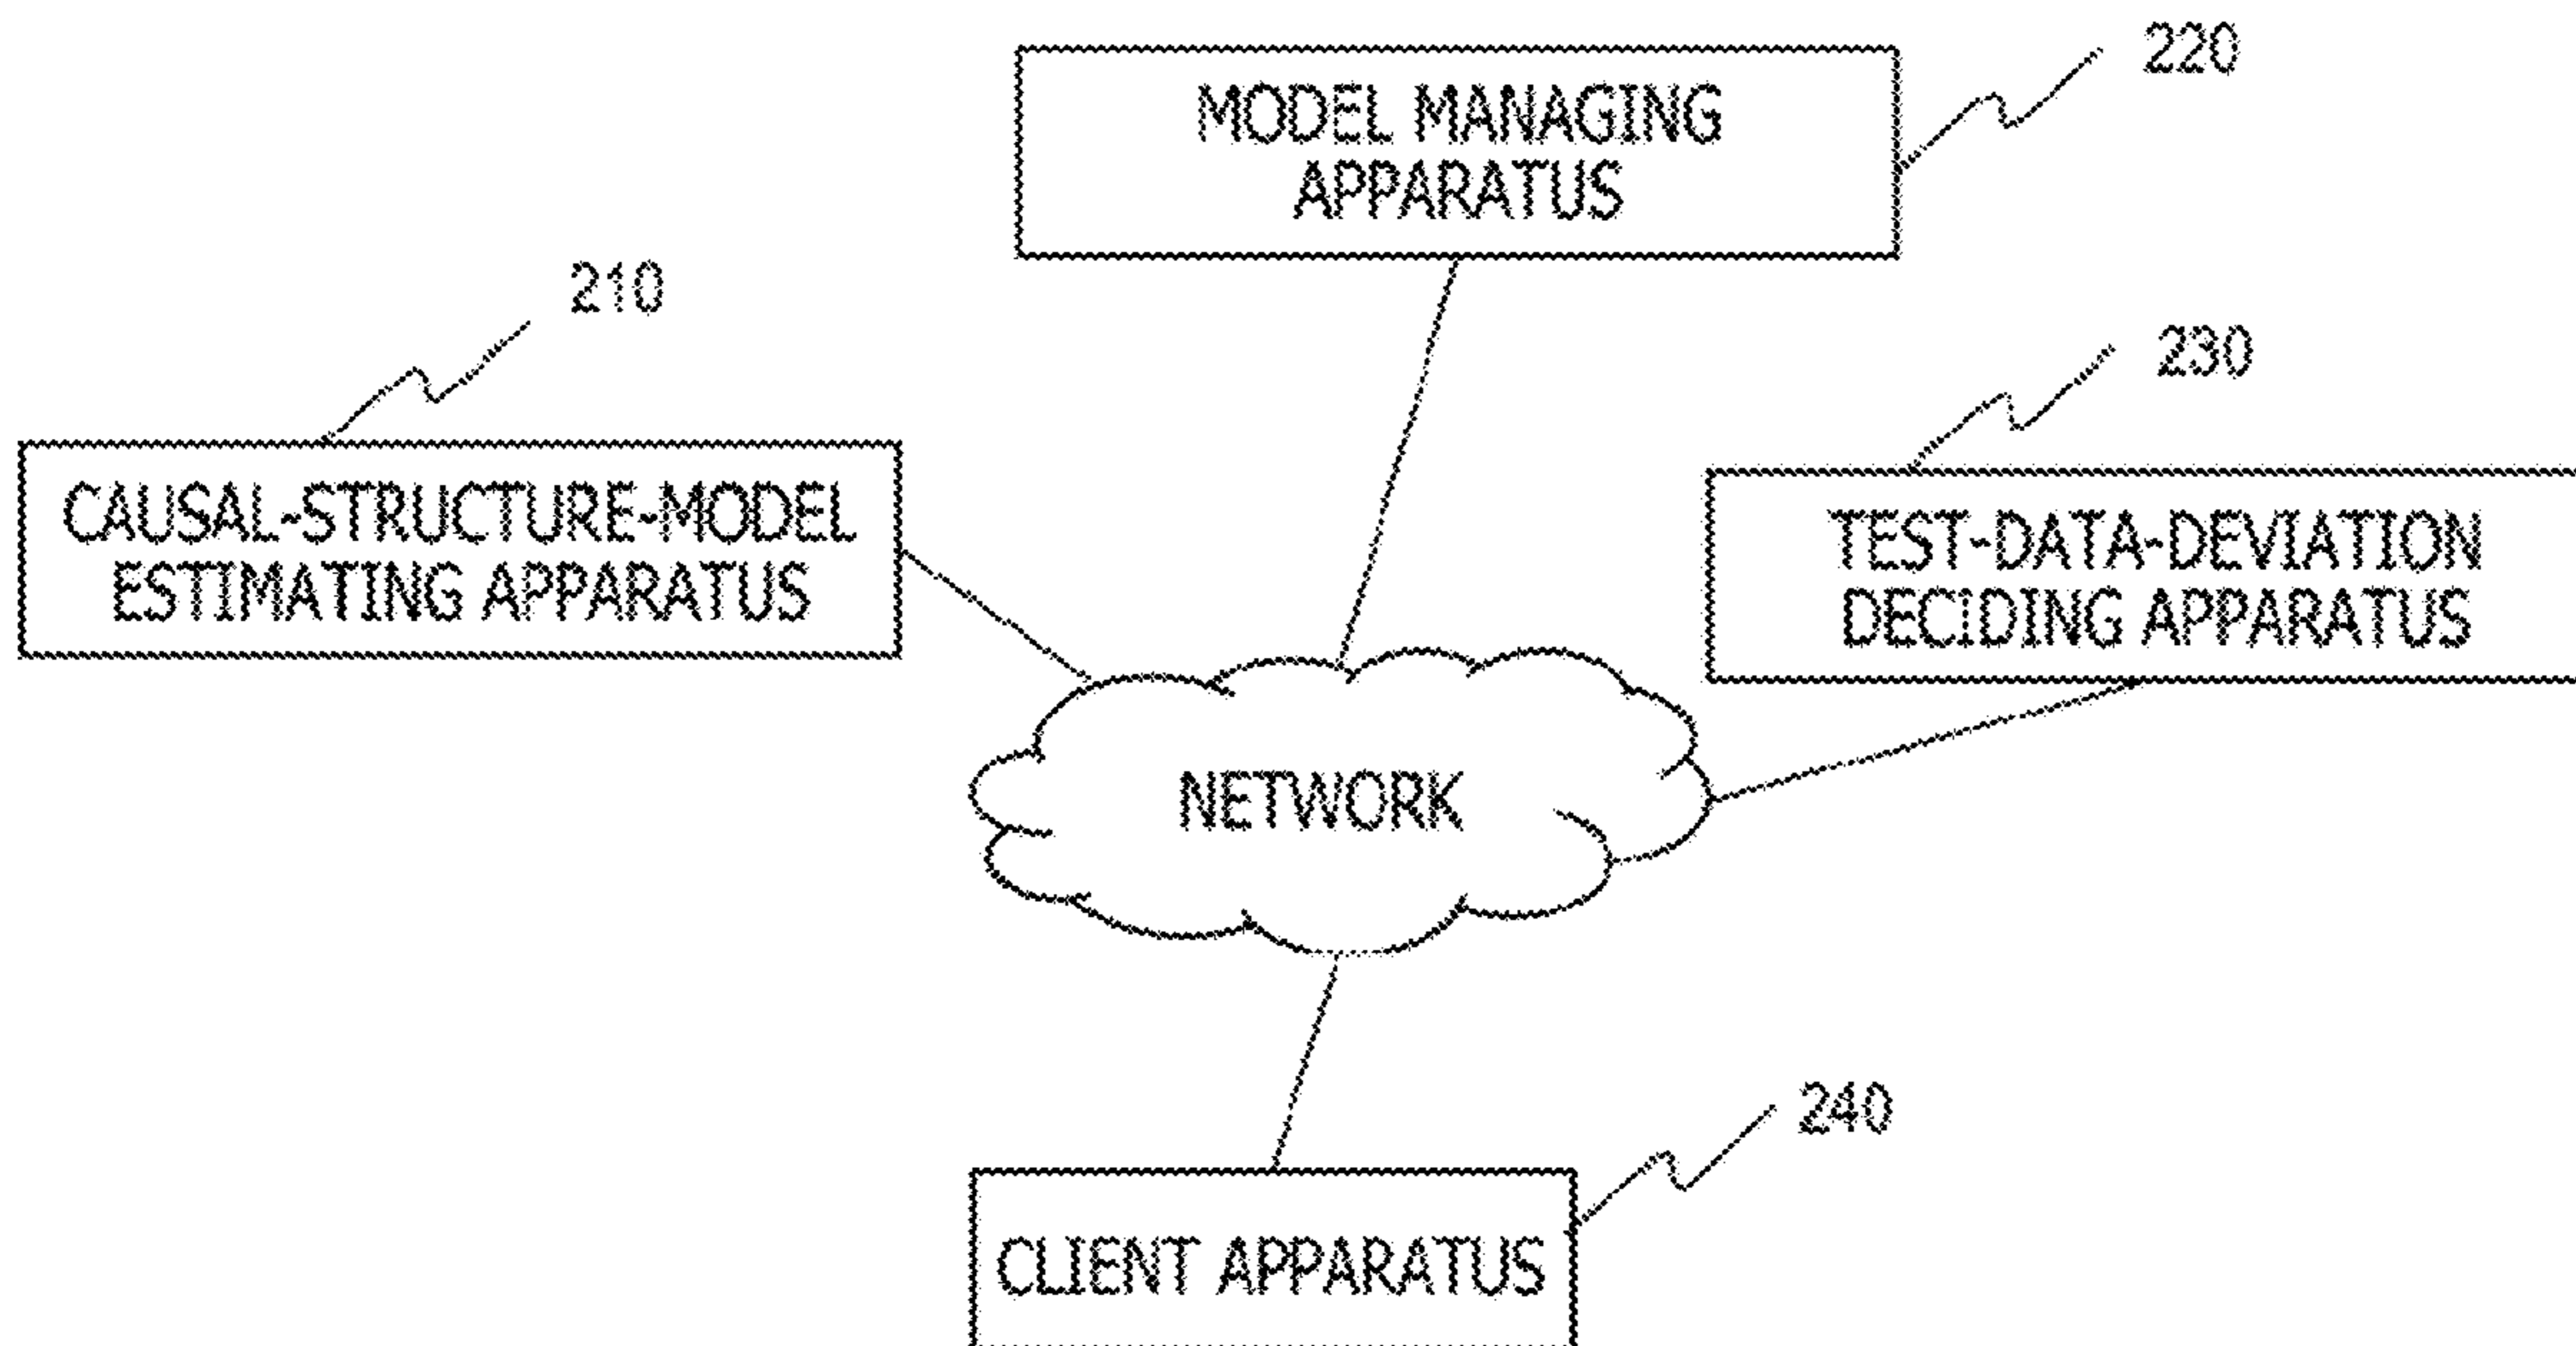 220
MODEL MANAGING
APPARATUS
210
230
CAUSAL-STRUCTURE-MODEL
ESTIMATING APPARATUS
TEST-DATA-DEVIATION
DECIDING APPARATUS
NETWORK
240
CLIENT APPARATUS